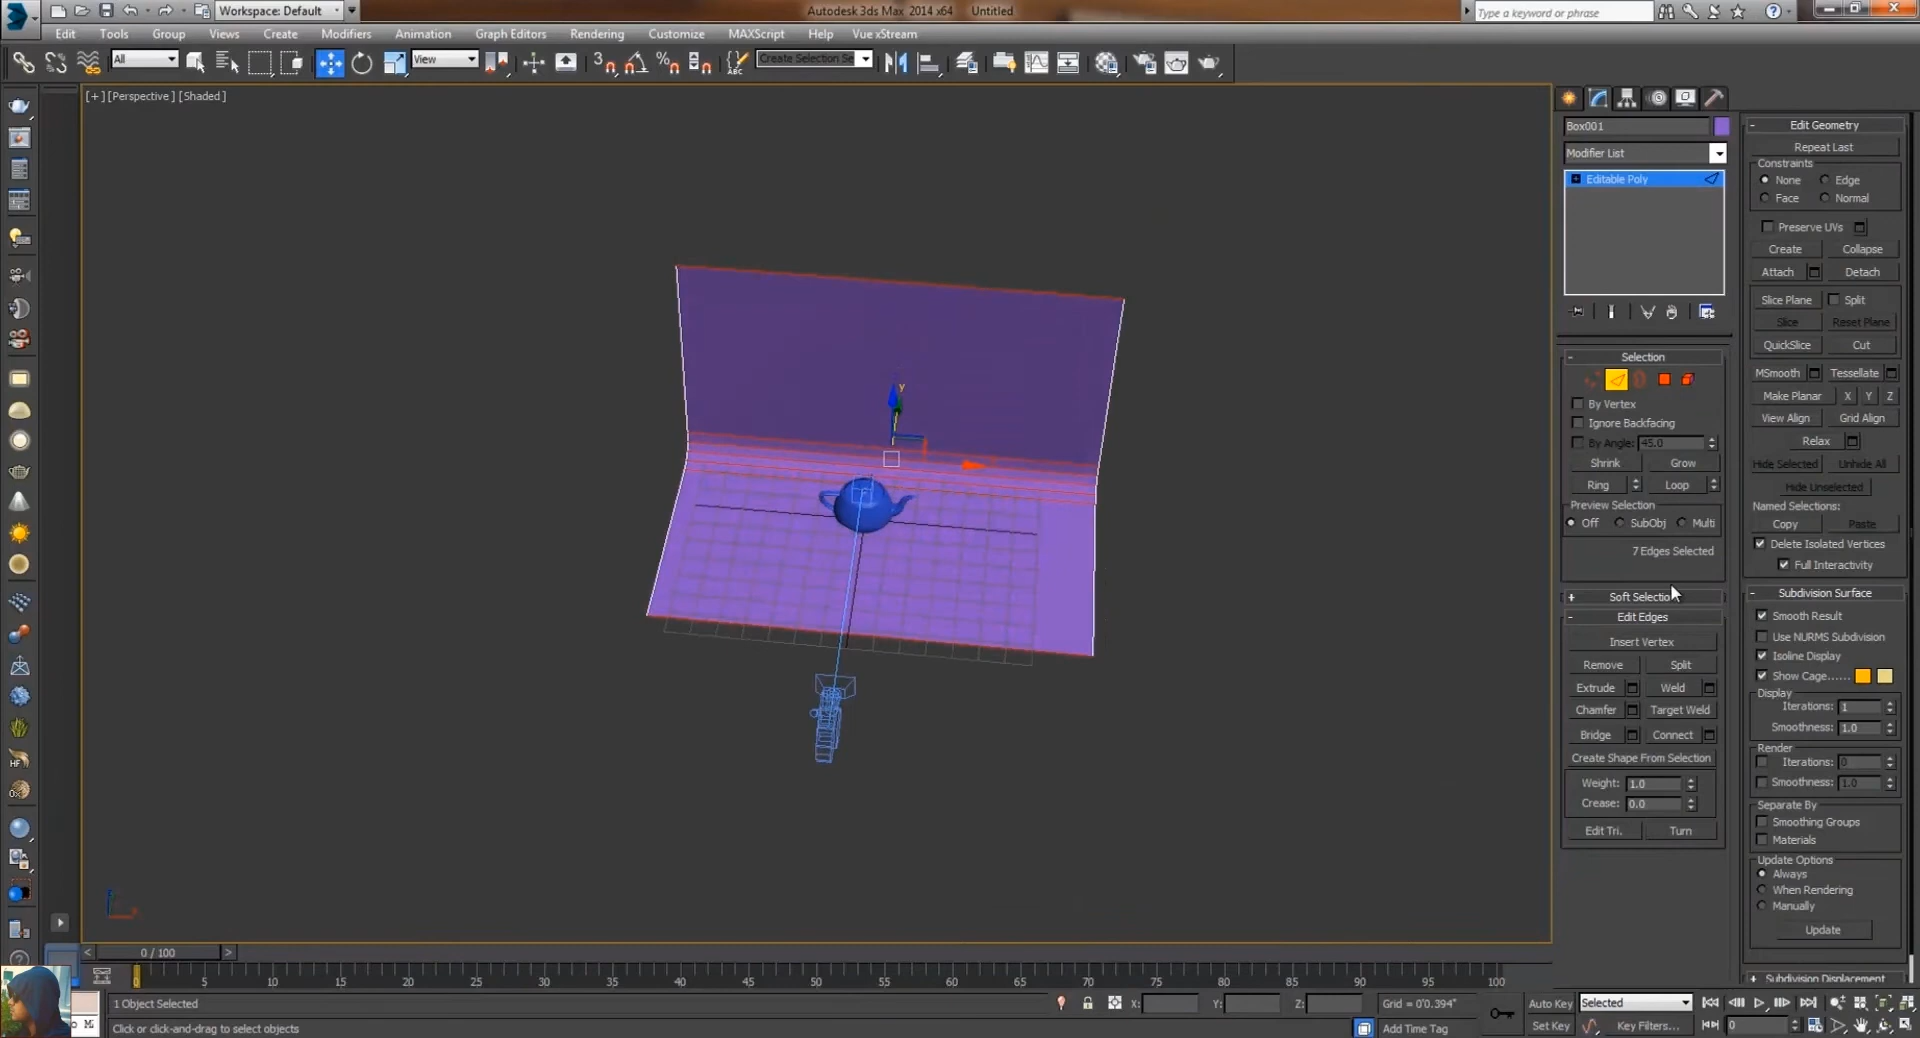 Workspace: Default
Autodesk 3ds Max 2014 x64 Untitled
Type a keyword or phrase
Edit Tools Group Views Create Modifiers Animation Graph Editors Rendering Customize MAXScript Help Vue xStream
All
View
3
ABC
Create Selection Se
[+] [Perspective] [Shaded]
y
Box001
Modifier List
Editable Poly
Selection
By Vertex
Ignore Backfacing
By Angle: 45.0
Shrink Grow
Ring Loop
Preview Selection
Off SubObj Multi
7 Edges Selected
Soft Selection
Edit Edges
Insert Vertex
Remove Split
Extrude Weld
Chamfer Target Weld
Bridge Connect
Create Shape From Selection
Weight: 1.0
Crease: 0.0
Edit Tri. Turn
Edit Geometry
Repeat Last
Constraints
None Edge
Face Normal
Preserve UVs
Create Collapse
Attach Detach
Slice Plane Split
Slice Reset Plane
QuickSlice Cut
MSmooth Tessellate
Make Planar X Y Z
View Align Grid Align
Relax
Hide Selected Unhide All
Hide Unselected
Named Selections:
Copy Paste
Delete Isolated Vertices
Full Interactivity
Subdivision Surface
Smooth Result
Use NURMS Subdivision
Isoline Display
Show Cage......
Display
Iterations: 1
Smoothness: 1.0
Render
Iterations: 0
Smoothness: 1.0
Separate By
Smoothing Groups
Materials
Update Options
Always
When Rendering
Manually
Update
Subdivision Displacement
HF
< 0 / 100 >
0 5 10 15 20 25 30 35 40 45 50 55 60 65 70 75 80 85 90 95 100
1 Object Selected
X: Y: Z: Grid = 0'0.394"
Auto Key Selected
Click or click-and-drag to select objects
Add Time Tag
Set Key Key Filters... 0